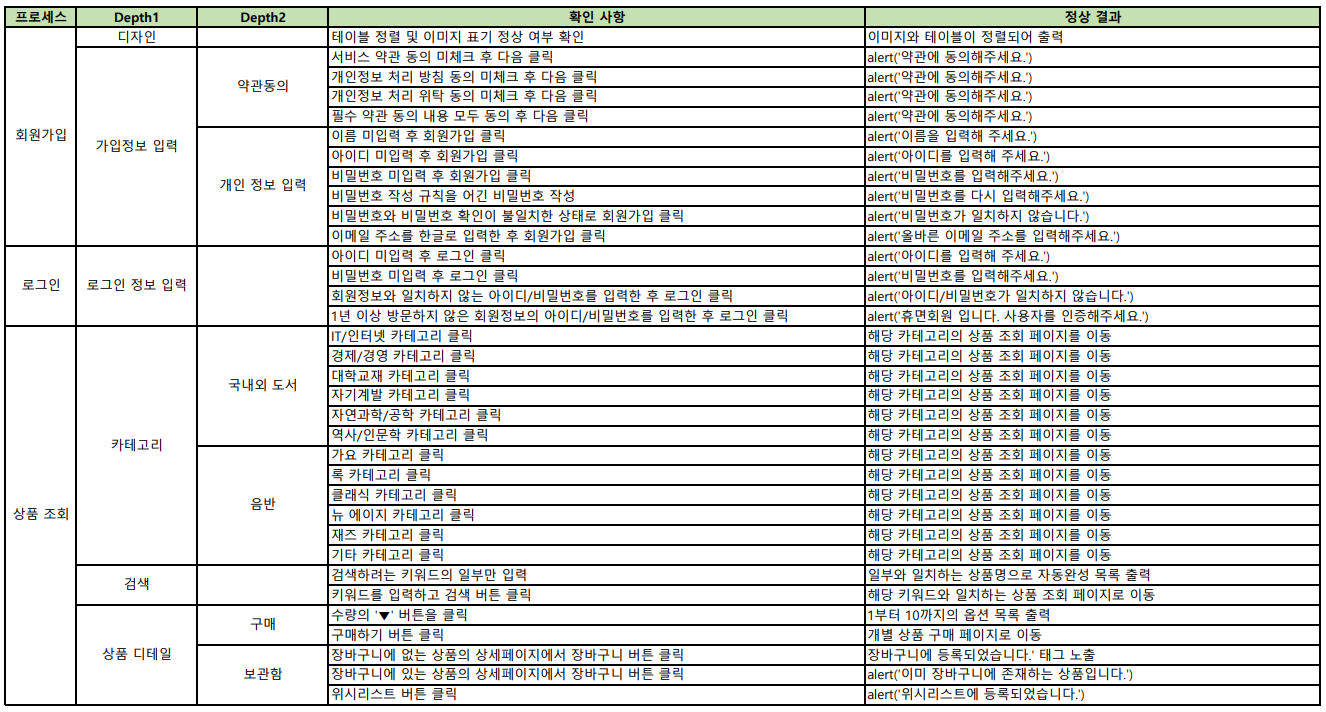 프로세스 Depth1 Depth2 확인 사항 정상 결과
회원가입 디자인 테이블 정렬 및 이미지 표기 정상 여부 확인 이미지와 테이블이 정렬되어 출력
가입정보 입력 약관동의 서비스 약관 동의 미체크 후 다음 클릭 alert('약관에 동의해주세요.')
개인정보 처리 방침 동의 미체크 후 다음 클릭 alert('약관에 동의해주세요.')
개인정보 처리 위탁 동의 미체크 후 다음 클릭 alert('약관에 동의해주세요.')
필수 약관 동의 내용 모두 동의 후 다음 클릭 alert('약관에 동의해주세요.')
개인 정보 입력 이름 미입력 후 회원가입 클릭 alert('이름을 입력해 주세요.')
아이디 미입력 후 회원가입 클릭 alert('아이디를 입력해 주세요.')
비밀번호 미입력 후 회원가입 클릭 alert('비밀번호를 입력해주세요.')
비밀번호 작성 규칙을 어긴 비밀번호 작성 alert('비밀번호를 다시 입력해주세요.')
비밀번호와 비밀번호 확인이 불일치한 상태로 회원가입 클릭 alert('비밀번호가 일치하지 않습니다.')
이메일 주소를 한글로 입력한 후 회원가입 클릭 alert('올바른 이메일 주소를 입력해주세요.')
로그인 로그인 정보 입력 아이디 미입력 후 로그인 클릭 alert('아이디를 입력해 주세요.')
비밀번호 미입력 후 로그인 클릭 alert('비밀번호를 입력해주세요.')
회원정보와 일치하지 않는 아이디/비밀번호를 입력한 후 로그인 클릭 alert('아이디/비밀번호가 일치하지 않습니다.')
1년 이상 방문하지 않은 회원정보의 아이디/비밀번호를 입력한 후 로그인 클릭 alert('휴면회원 입니다. 사용자를 인증해주세요.')
상품 조회 카테고리 국내외 도서 IT/인터넷 카테고리 클릭 해당 카테고리의 상품 조회 페이지를 이동
경제/경영 카테고리 클릭 해당 카테고리의 상품 조회 페이지를 이동
대학교재 카테고리 클릭 해당 카테고리의 상품 조회 페이지를 이동
자기계발 카테고리 클릭 해당 카테고리의 상품 조회 페이지를 이동
자연과학/공학 카테고리 클릭 해당 카테고리의 상품 조회 페이지를 이동
역사/인문학 카테고리 클릭 해당 카테고리의 상품 조회 페이지를 이동
음반 가요 카테고리 클릭 해당 카테고리의 상품 조회 페이지를 이동
록 카테고리 클릭 해당 카테고리의 상품 조회 페이지를 이동
클래식 카테고리 클릭 해당 카테고리의 상품 조회 페이지를 이동
뉴 에이지 카테고리 클릭 해당 카테고리의 상품 조회 페이지를 이동
재즈 카테고리 클릭 해당 카테고리의 상품 조회 페이지를 이동
기타 카테고리 클릭 해당 카테고리의 상품 조회 페이지를 이동
검색 검색하려는 키워드의 일부만 입력 일부와 일치하는 상품명으로 자동완성 목록 출력
키워드를 입력하고 검색 버튼 클릭 해당 키워드와 일치하는 상품 조회 페이지로 이동
상품 디테일 구매 수량의 '▼' 버튼을 클릭 1부터 10까지의 옵션 목록 출력
구매하기 버튼 클릭 개별 상품 구매 페이지로 이동
보관함 장바구니에 없는 상품의 상세페이지에서 장바구니 버튼 클릭 장바구니에 등록되었습니다.' 태그 노출
장바구니에 있는 상품의 상세페이지에서 장바구니 버튼 클릭 alert('이미 장바구니에 존재하는 상품입니다.')
위시리스트 버튼 클릭 alert('위시리스트에 등록되었습니다.')